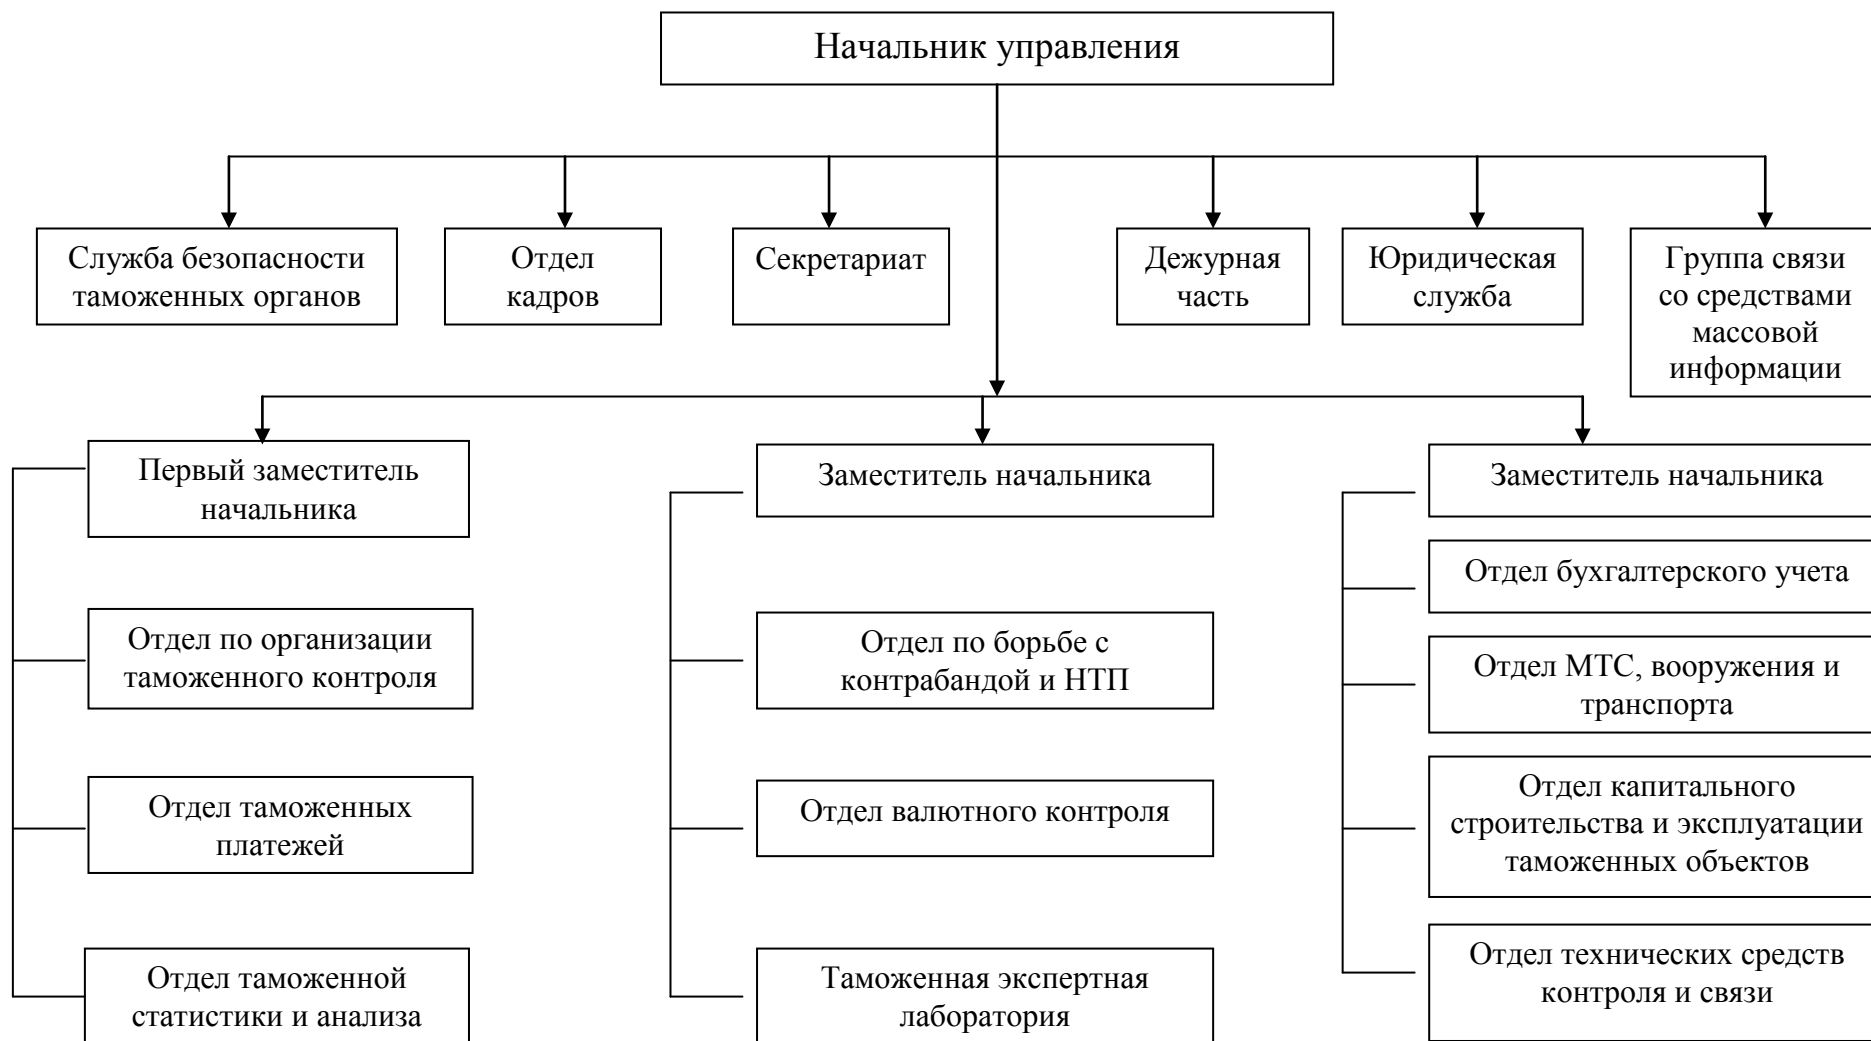 Начальник управления
Служба безопасности
таможенных органов
Отдел
кадров
Секретариат
Дежурная
часть
Юридическая
служба
Группа связи
со средствами
массовой
информации
Первый заместитель
начальника
Отдел по организации
таможенного контроля
Отдел таможенных
платежей
Отдел таможенной
статистики и анализа
Заместитель начальника
Отдел по борьбе с
контрабандой и НТП
Отдел валютного контроля
Таможенная экспертная
лаборатория
Заместитель начальника
Отдел бухгалтерского учета
Отдел МТС, вооружения и
транспорта
Отдел капитального
строительства и эксплуатации
таможенных объектов
Отдел технических средств
контроля и связи